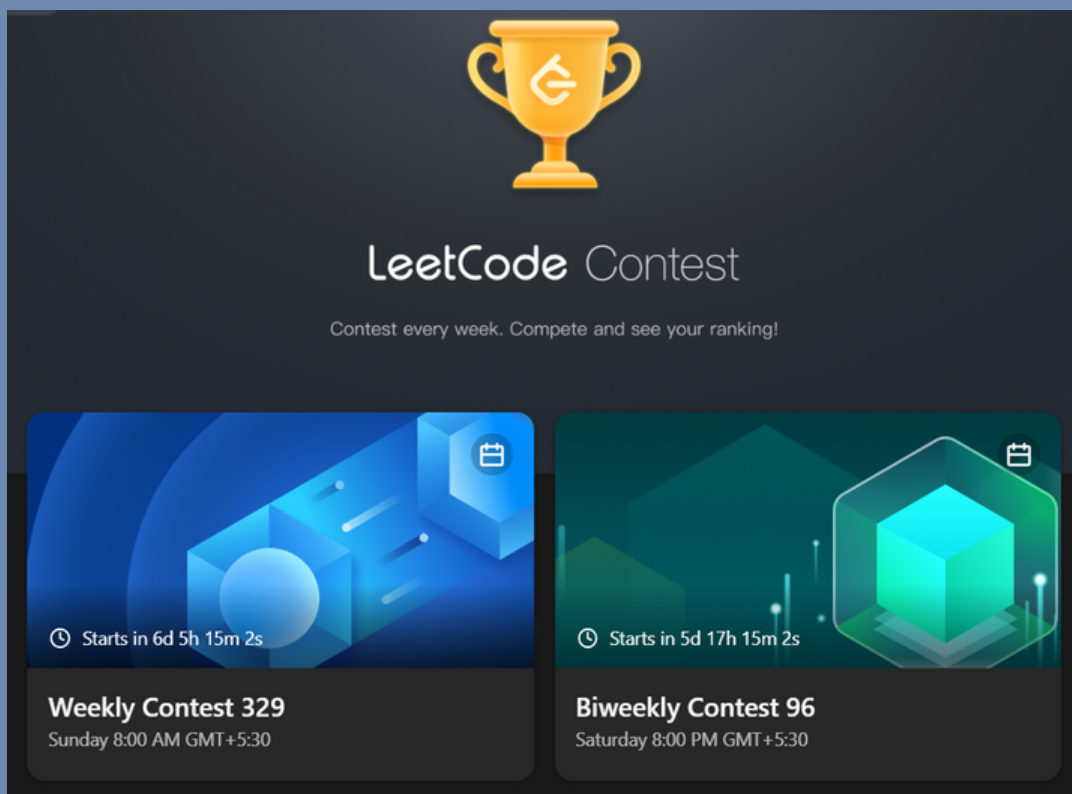 LeetCode Contest
Contest every week. Compete and see your ranking!
Starts in 6d 5h 15m 2s
Weekly Contest 329
Sunday 8:00 AM GMT+5:30
Starts in 5d 17h 15m 2s
Biweekly Contest 96
Saturday 8:00 PM GMT+5:30